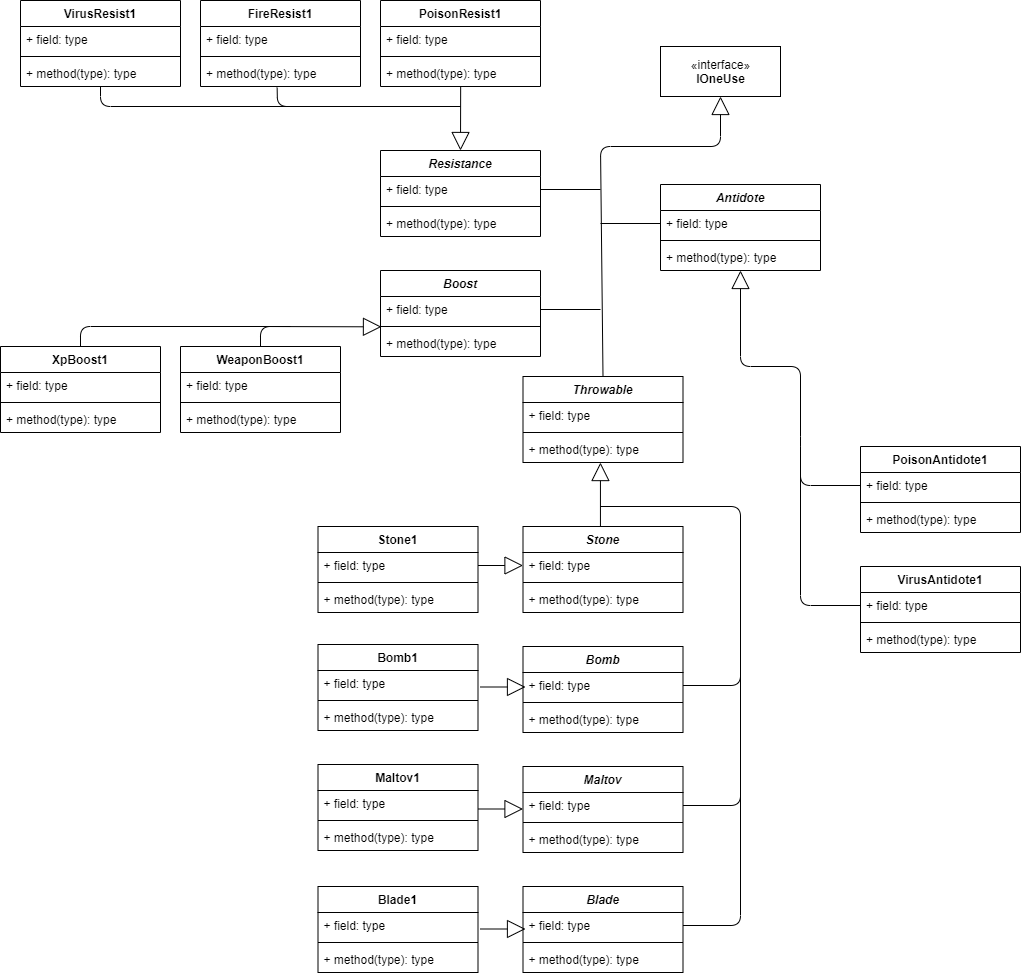 VirusResist1
+ field: type
+ method(type): type
FireResist1
+ field: type
+ method(type): type
PoisonResist1
+ field: type
+ method(type): type
«interface»
IOneUse
Resistance
+ field: type
+ method(type): type
Antidote
+ field: type
+ method(type): type
Boost
+ field: type
+ method(type): type
XpBoost1
+ field: type
+ method(type): type
WeaponBoost1
+ field: type
+ method(type): type
Throwable
+ field: type
+ method(type): type
PoisonAntidote1
+ field: type
+ method(type): type
Stone1
+ field: type
+ method(type): type
Stone
+ field: type
+ method(type): type
VirusAntidote1
+ field: type
+ method(type): type
Bomb1
+ field: type
+ method(type): type
Bomb
+ field: type
+ method(type): type
Maltov1
+ field: type
+ method(type): type
Maltov
+ field: type
+ method(type): type
Blade1
+ field: type
+ method(type): type
Blade
+ field: type
+ method(type): type